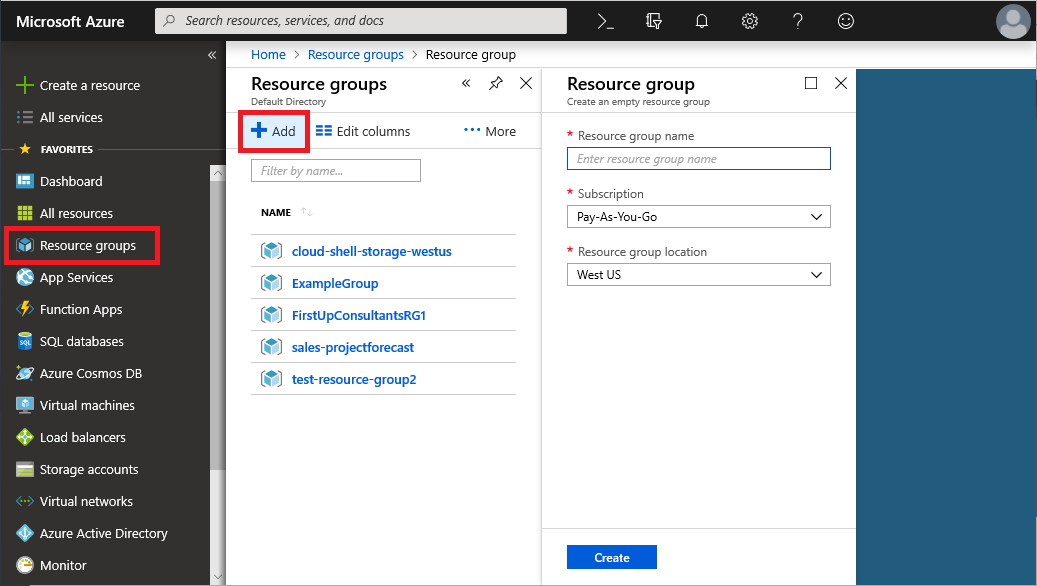 Microsoft Azure
Search resources, services, and docs
Create a resource
All services
FAVORITES
Dashboard
All resources
Resource groups
App Services
Function Apps
SQL databases
Azure Cosmos DB
Virtual machines
Load balancers
Storage accounts
Virtual networks
Azure Active Directory
Monitor
Home > Resource groups > Resource group
Resource groups
Default Directory
Add
Edit columns
More
Filter by name...
NAME
cloud-shell-storage-westus
ExampleGroup
FirstUpConsultantsRG1
sales-projectforecast
test-resource-group2
Resource group
Create an empty resource group
* Resource group name
Enter resource group name
* Subscription
Pay-As-You-Go
* Resource group location
West US
Create